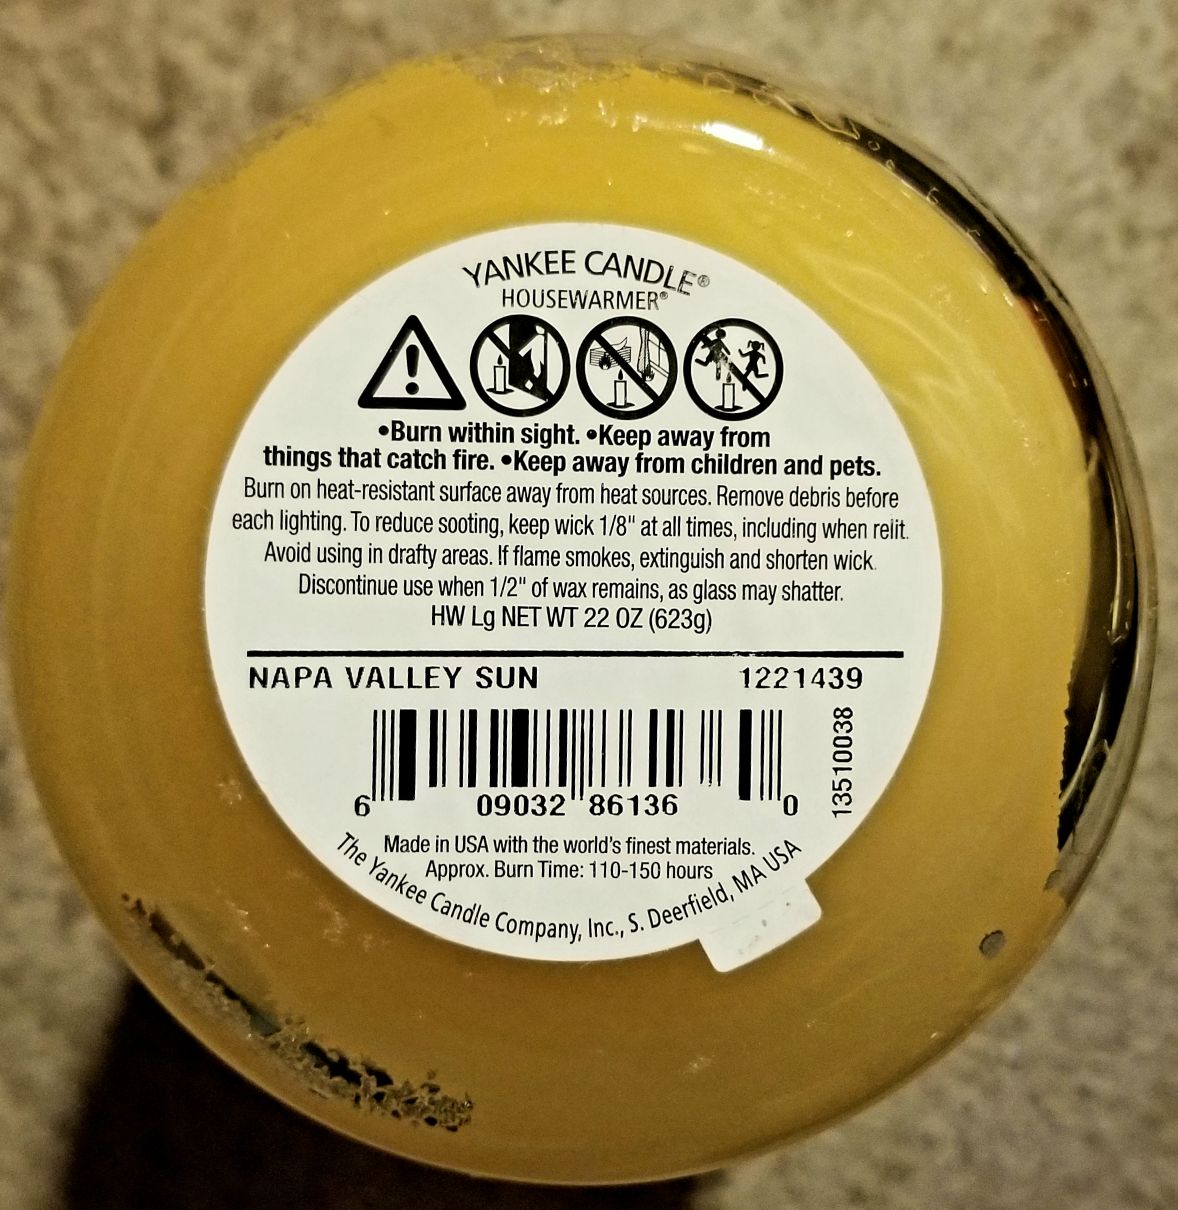 YANKEE CANDLE®
HOUSEWARMER®
•Burn within sight. •Keep away from
things that catch fire. •Keep away from children and pets.
Burn on heat-resistant surface away from heat sources. Remove debris before
each lighting. To reduce sooting, keep wick 1/8" at all times, including when relit.
Avoid using in drafty areas. If flame smokes, extinguish and shorten wick.
Discontinue use when 1/2" of wax remains, as glass may shatter.
HW Lg NET WT 22 OZ (623g)
NAPA VALLEY SUN 1221439
13510038
6 09032 86136 0
Made in USA with the world's finest materials.
Approx. Burn Time: 110-150 hours
The Yankee Candle Company, Inc., S. Deerfield, MA USA